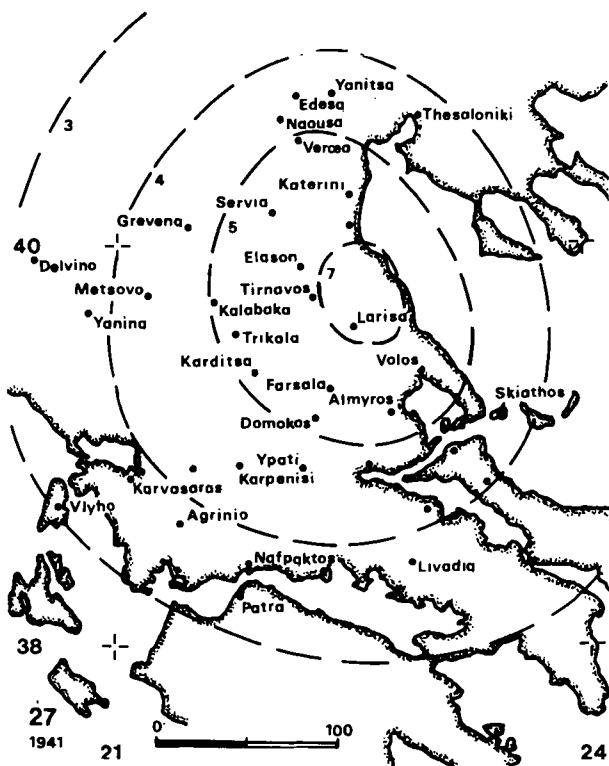 Yanitsa
Edesa
Naousa
Veroea
Thesaloniki
3
4
Katerini
Servia
Grevena
5
40
Delvino
Elason
7
Metsovo
Tirnavos
Kalabaka
Yanina
Larisa
Trikala
Volos
Karditsa
Farsala
Almyros
Skiathos
Domokos
Ypati
Karpenisi
Karvasaras
Vlyho
Agrinio
Nafpaktos
Livadia
Patra
38
27
1941
21
0
100
24